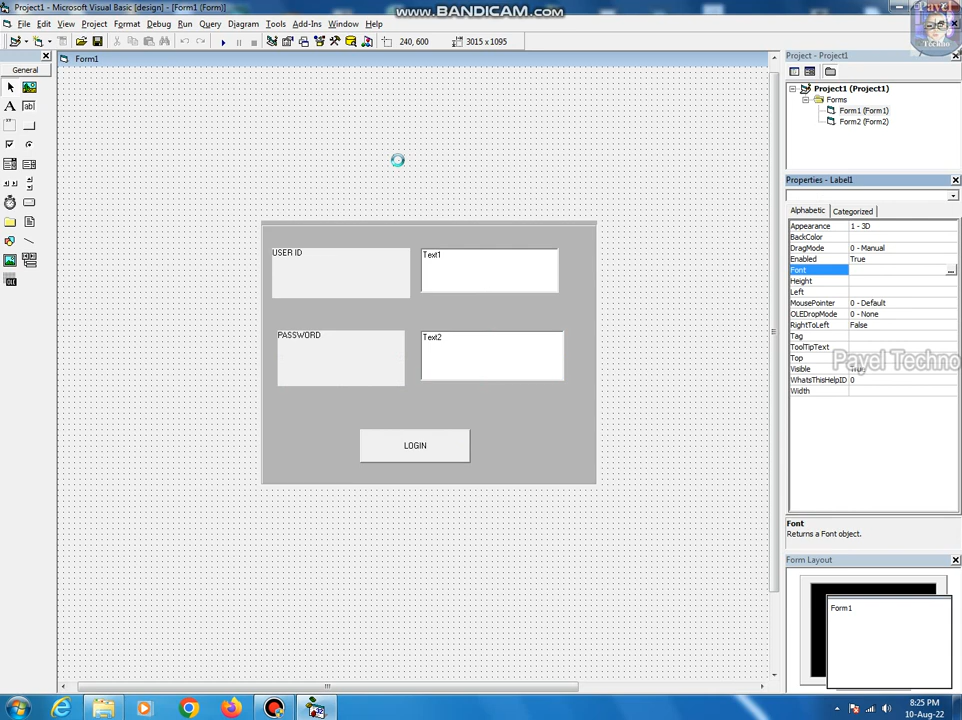 Project1 - Microsoft Visual Basic [design] - [Form1 (Form)]
www.BANDICAM.com
Payel
Techno
File Edit View Project Format Debug Run Query Diagram Tools Add-Ins Window Help
240, 600
3015 x 1095
General
A
ab
Form1
USER ID
Text1
PASSWORD
Text2
LOGIN
Project - Project1
Project1 (Project1)
Forms
Form1 (Form1)
Form2 (Form2)
Properties - Label1
Alphabetic Categorized
Appearance 1 - 3D
BackColor
DragMode 0 - Manual
Enabled True
Font ...
Height
Left
MousePointer 0 - Default
OLEDropMode 0 - None
RightToLeft False
Tag
ToolTipText
Top
Visible True
WhatsThisHelpID 0
Width
Payel Techno
Font
Returns a Font object.
Form Layout
Form1
8:25 PM
10-Aug-22